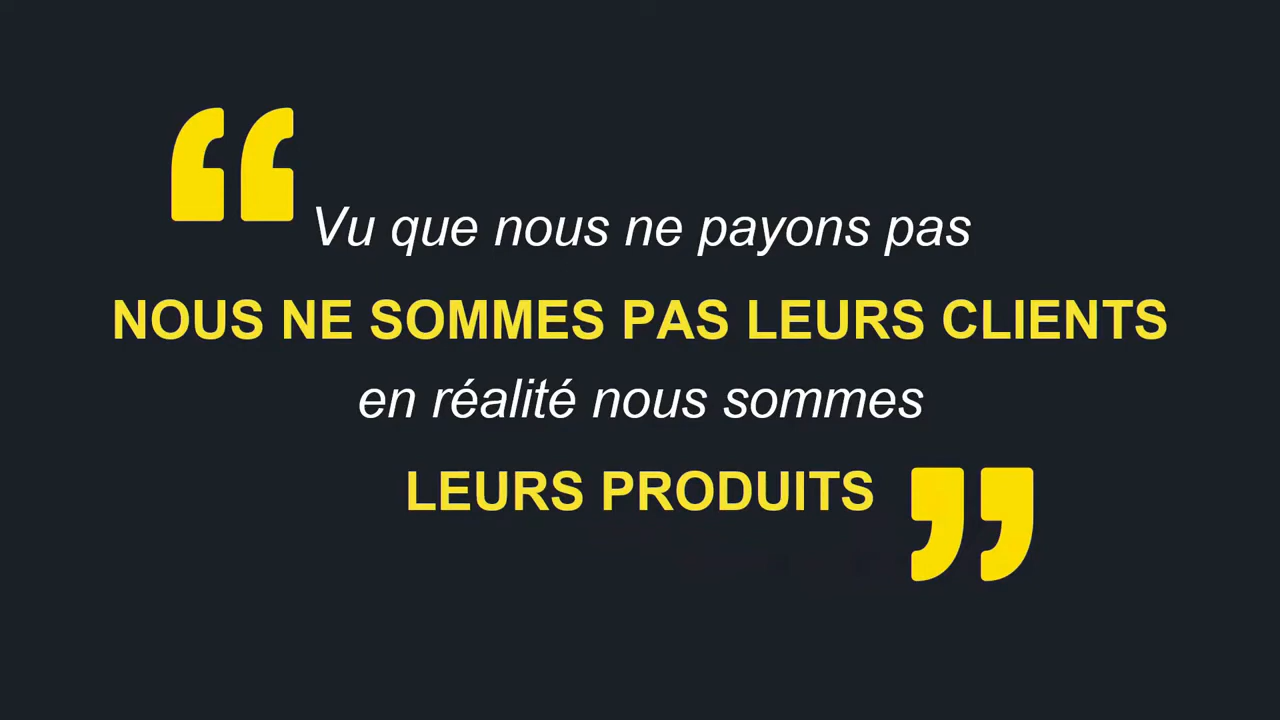 “ Vu que nous ne payons pas
NOUS NE SOMMES PAS LEURS CLIENTS
en réalité nous sommes
LEURS PRODUITS ”